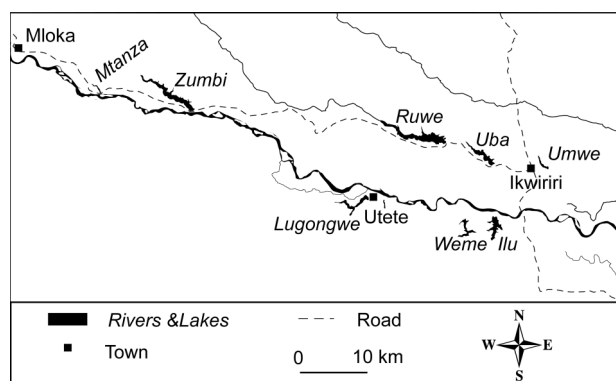 Mloka
Mtanza
Zumbi
Ruwe
Uba
Umwe
Ikwiriri
Lugongwe
Utete
Weme
Ilu
Rivers &Lakes
Road
Town
0 10 km
N
W E
S